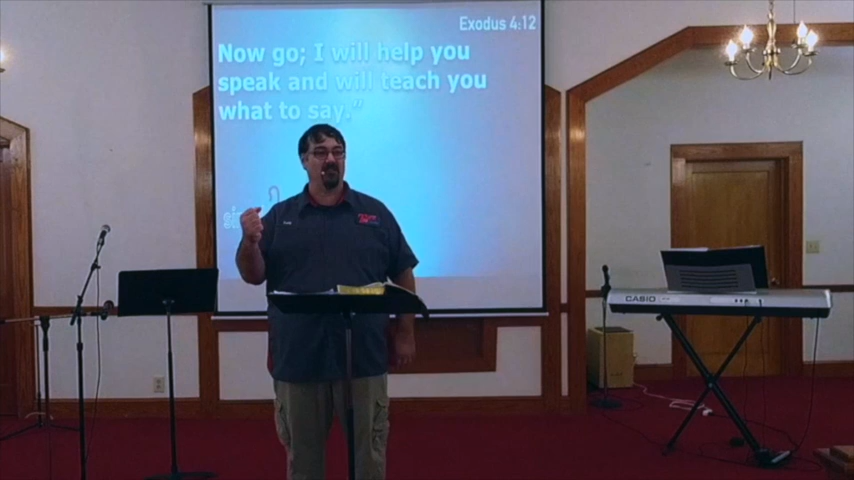 Exodus 4:12
Now go; I will help you
speak and will teach you
what to say.”
CASIO